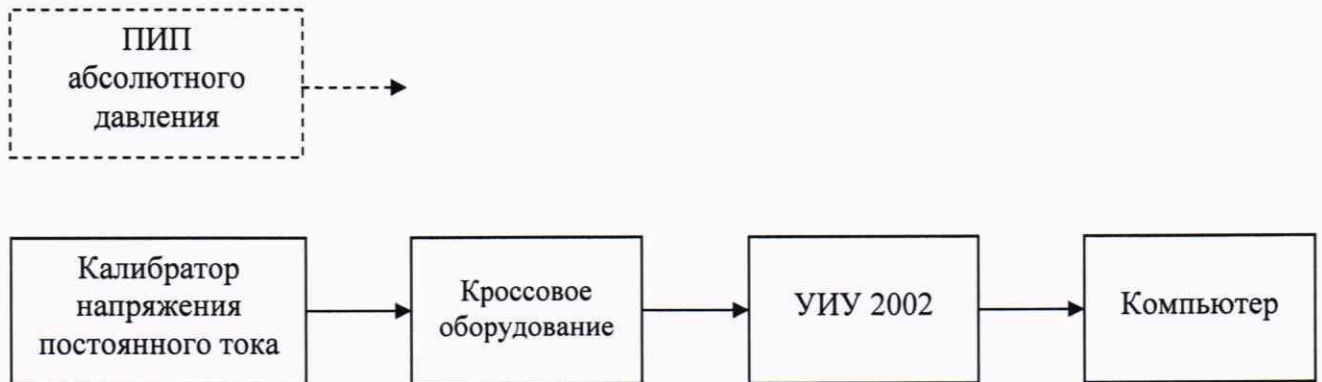 ПИП
абсолютного
давления
Калибратор
напряжения
постоянного тока
Кроссовое
оборудование
УИУ 2002
Компьютер